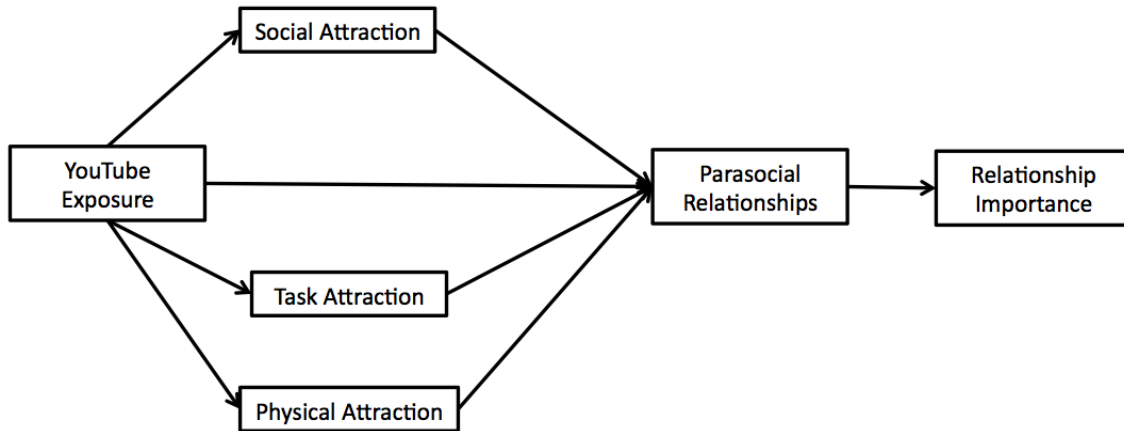 Social Attraction
YouTube
Exposure
Parasocial
Relationships
Relationship
Importance
Task Attraction
Physical Attraction